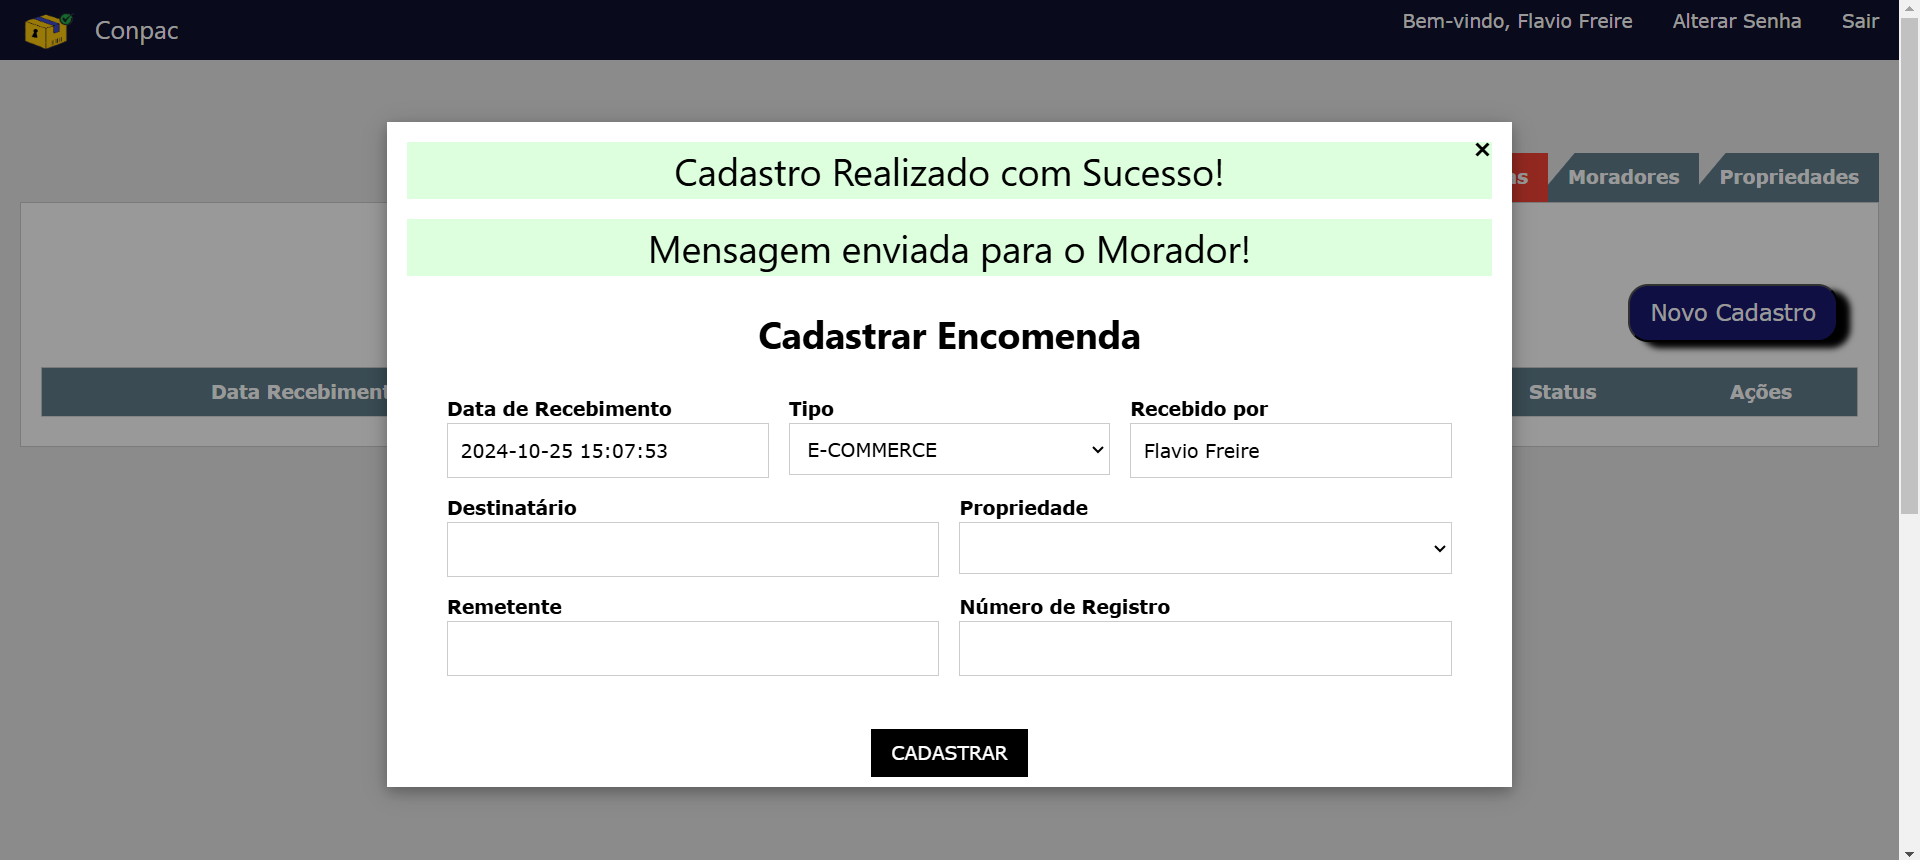 Conpac
Bem-vindo, Flavio Freire
Alterar Senha
Sair
Moradores
Propriedades
Novo Cadastro
Status
Ações
×
Cadastro Realizado com Sucesso!
Mensagem enviada para o Morador!
Cadastrar Encomenda
Data de Recebimento
Tipo
Recebido por
2024-10-25 15:07:53
E-COMMERCE
Flavio Freire
Destinatário
Propriedade
Remetente
Número de Registro
CADASTRAR